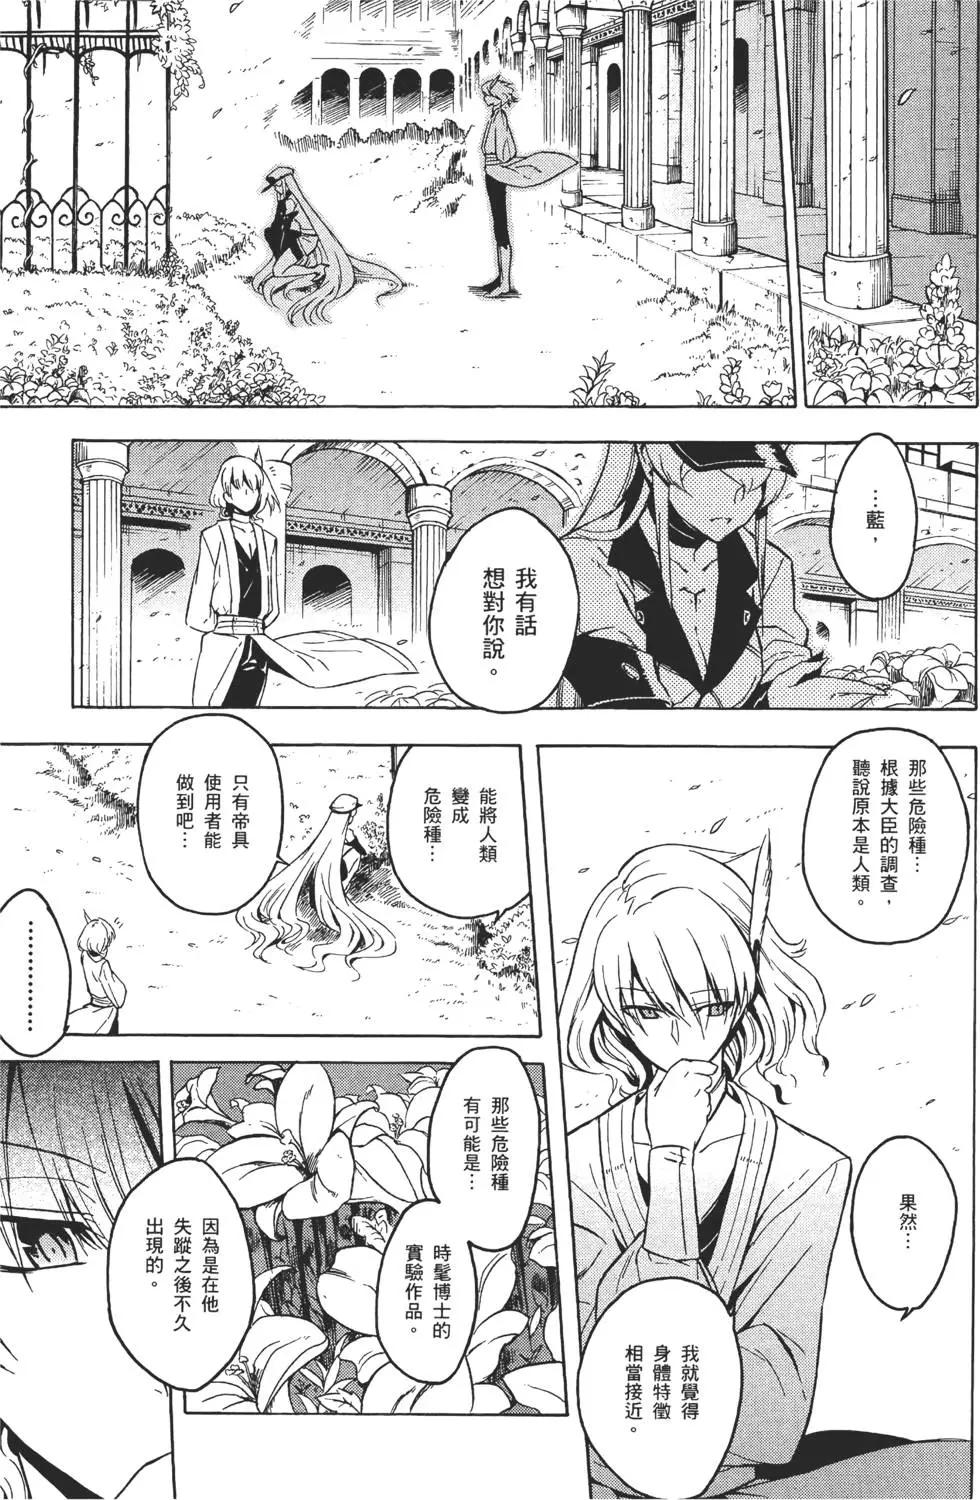 …藍，
我有話
想對你說。
那些危險種…
根據大臣的調查，
聽說原本是人類。
果然…
我就覺得
身體特徵
相當接近。
能將人類
變成
危險種…
只有帝具
使用者能
做到吧…
…………
那些危險種
有可能是…
時髦博士的
實驗作品。
因為是在他
失蹤之後不久
出現的。